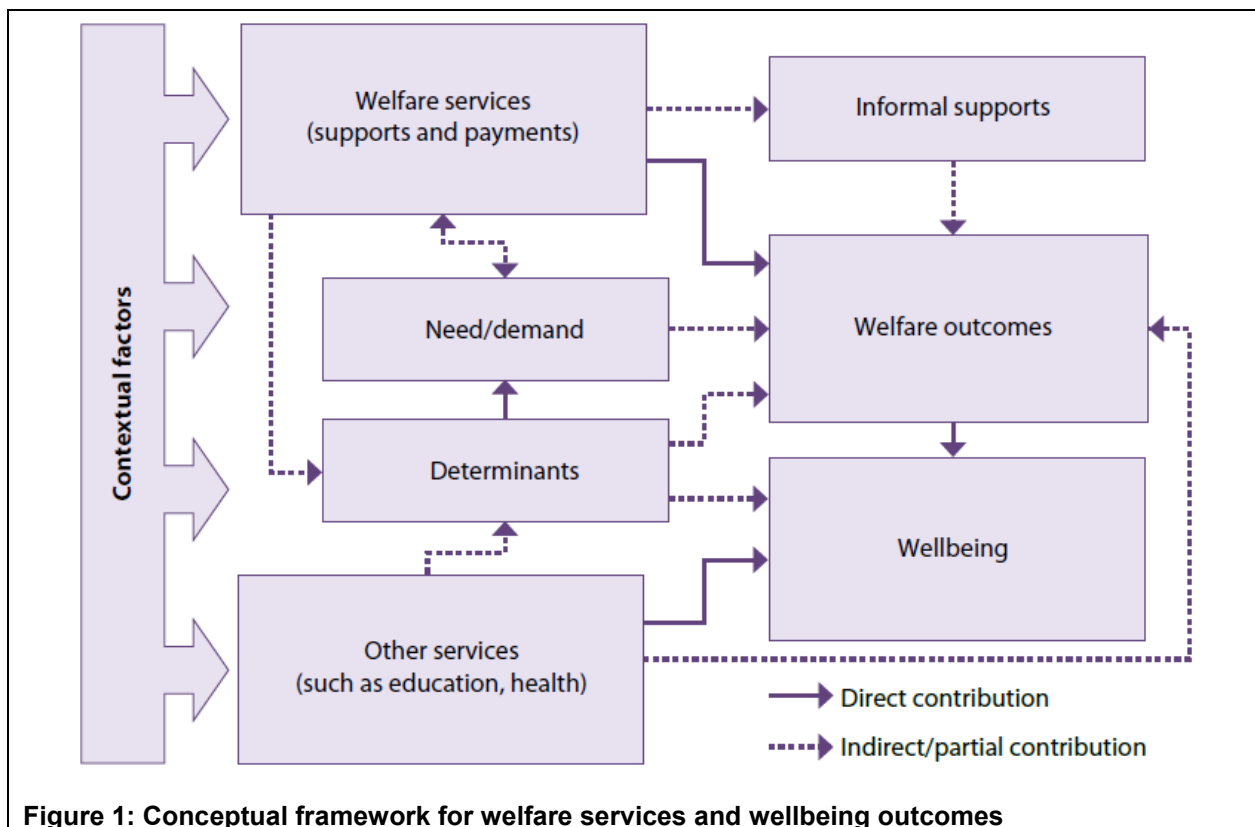 Contextual factors
Welfare services
(supports and payments)
Informal supports
Need/demand
Welfare outcomes
Determinants
Wellbeing
Other services
(such as education, health)
Direct contribution
Indirect/partial contribution
Figure 1: Conceptual framework for welfare services and wellbeing outcomes